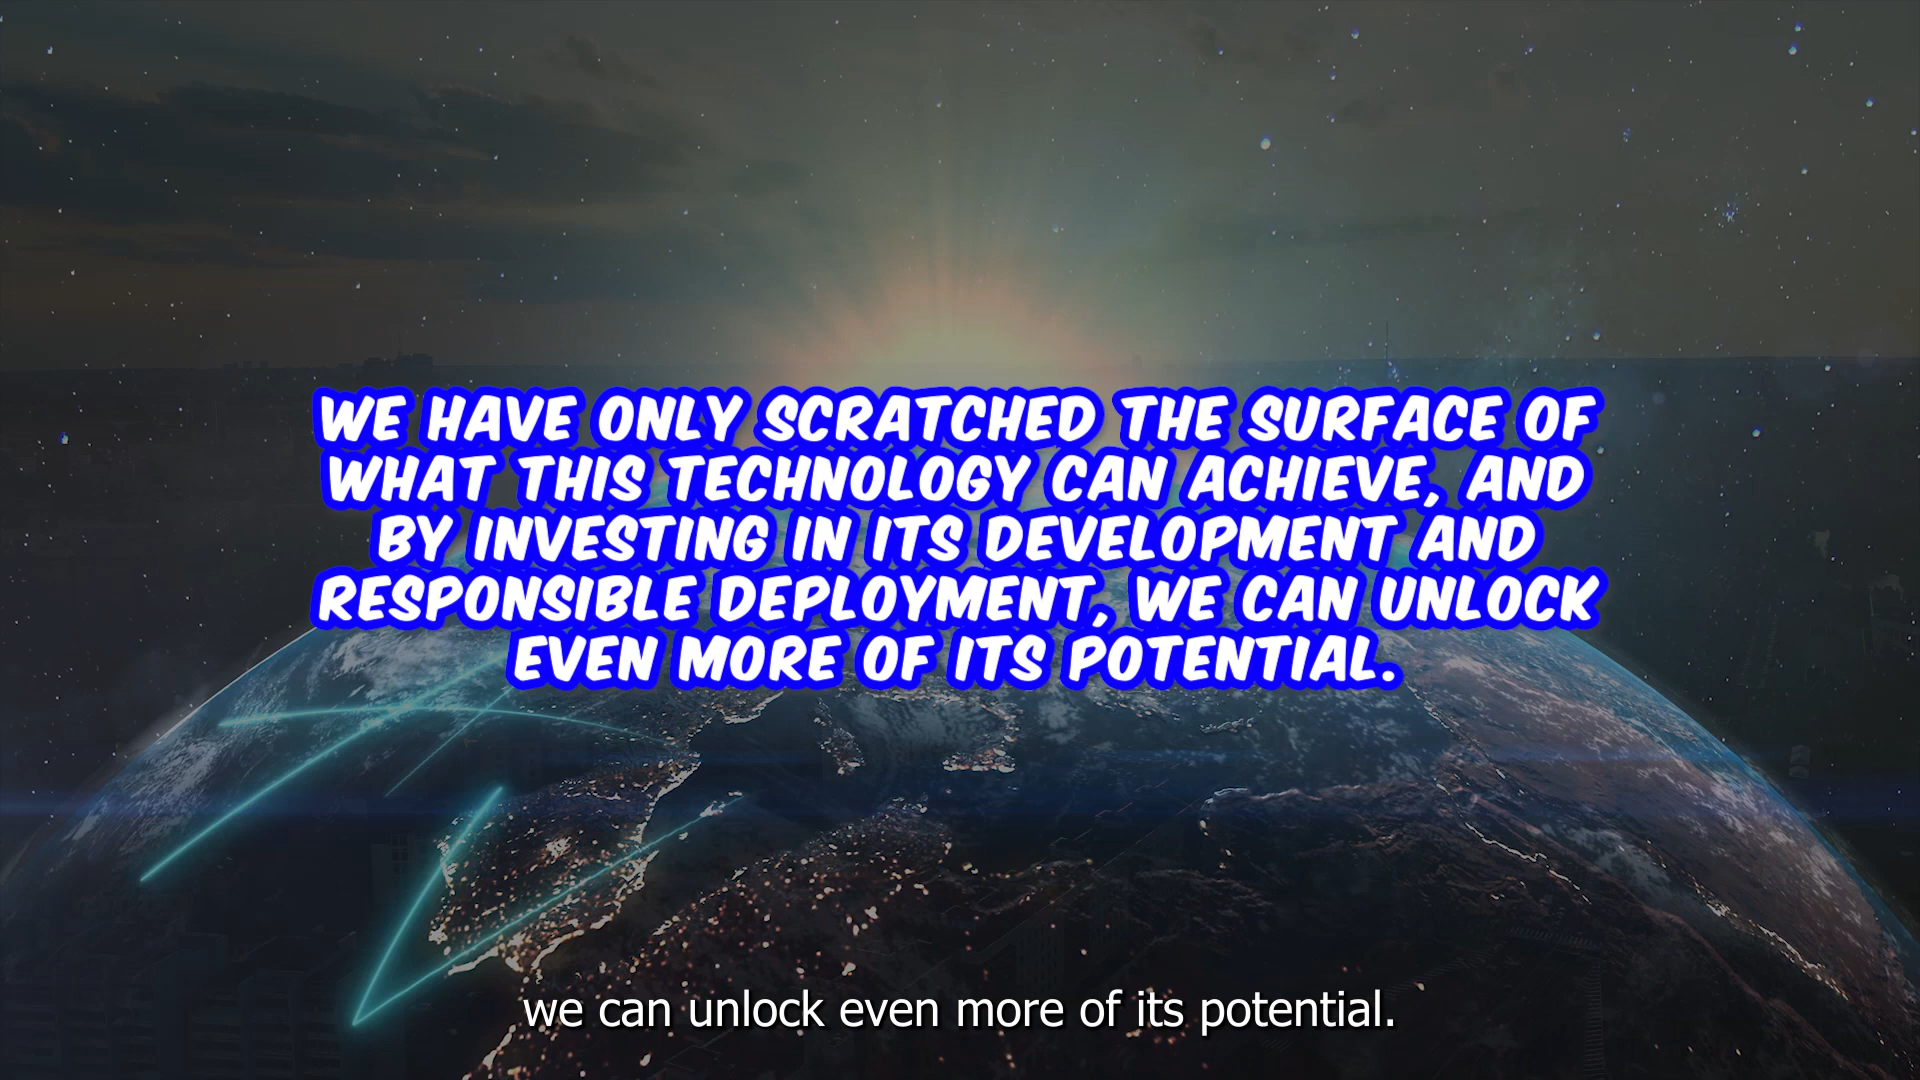 WE HAVE ONLY SCRATCHED THE SURFACE OF
WHAT THIS TECHNOLOGY CAN ACHIEVE, AND
BY INVESTING IN ITS DEVELOPMENT AND
RESPONSIBLE DEPLOYMENT, WE CAN UNLOCK
EVEN MORE OF ITS POTENTIAL.
we can unlock even more of its potential.